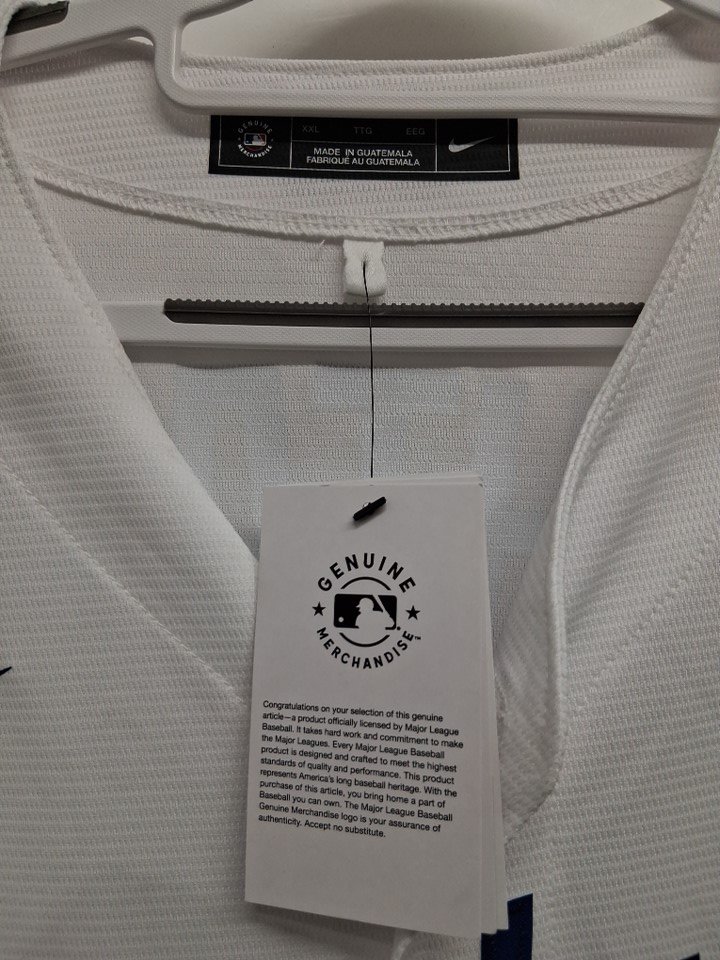 GENUINE
MERCHANDISE
XXL TTG EEG
MADE IN GUATEMALA
FABRIQUÉ AU GUATEMALA
GENUINE
MERCHANDISE™
Congratulations on your selection of this genuine
article—a product officially licensed by Major League
Baseball. It takes hard work and commitment to make
the Major Leagues. Every Major League Baseball
product is designed and crafted to meet the highest
standards of quality and performance. This product
represents America's long baseball heritage. With the
purchase of this article, you bring home a part of
Baseball you can own. The Major League Baseball
Genuine Merchandise logo is your assurance of
authenticity. Accept no substitute.